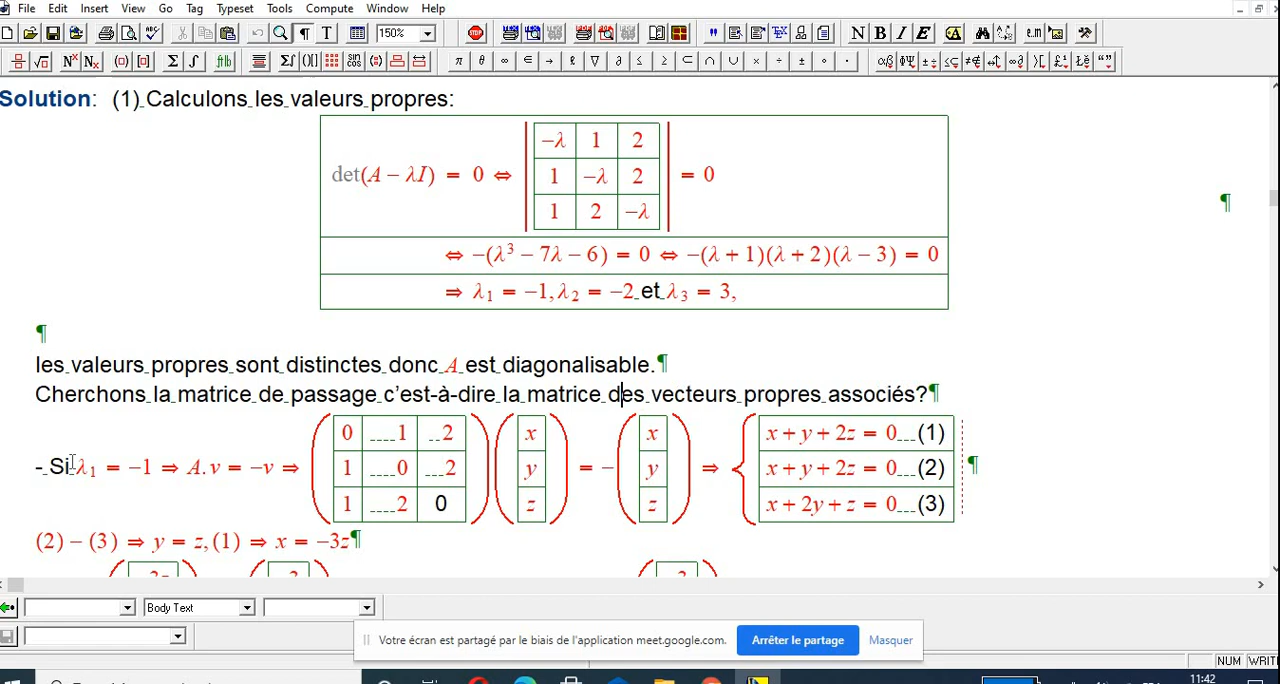 File Edit Insert View Go Tag Typeset Tools Compute Window Help
150%
Solution: (1) Calculons les valeurs propres:
-λ 1 2
det(A - λI) = 0 ⇔ 1 -λ 2 = 0
1 2 -λ
⇔ -(λ³ - 7λ - 6) = 0 ⇔ -(λ + 1)(λ + 2)(λ - 3) = 0
⇒ λ₁ = -1, λ₂ = -2 et λ₃ = 3,
¶
les valeurs propres sont distinctes donc A est diagonalisable.¶
Cherchons la matrice de passage c'est-à-dire la matrice des vecteurs propres associés?¶
0 1 2 x x x + y + 2z = 0 (1)
- Si λ₁ = -1 ⇒ A.v = -v ⇒ 1 0 2 y = - y ⇒ x + y + 2z = 0 (2) ¶
1 2 0 z z x + 2y + z = 0 (3)
(2) - (3) ⇒ y = z, (1) ⇒ x = -3z¶
Body Text
Votre écran est partagé par le biais de l'application meet.google.com. Arrêter le partage Masquer
NUM WRITI
11:42